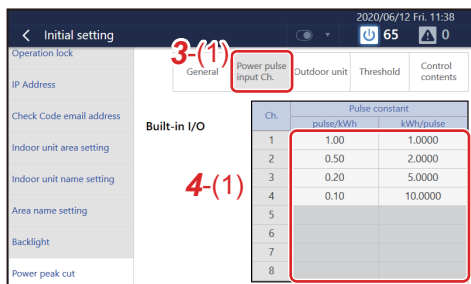 2020/06/12 Fri. 11:38
Initial setting
65
0
Operation lock
IP Address
Check Code email address
Indoor unit area setting
Indoor unit name setting
Area name setting
Backlight
Power peak cut
3-(1)
General
Power pulse
input Ch.
Outdoor unit
Threshold
Control
contents
Built-in I/O
4-(1)
Ch. Pulse constant
pulse/kWh kWh/pulse
1 1.00 1.0000
2 0.50 2.0000
3 0.20 5.0000
4 0.10 10.0000
5
6
7
8